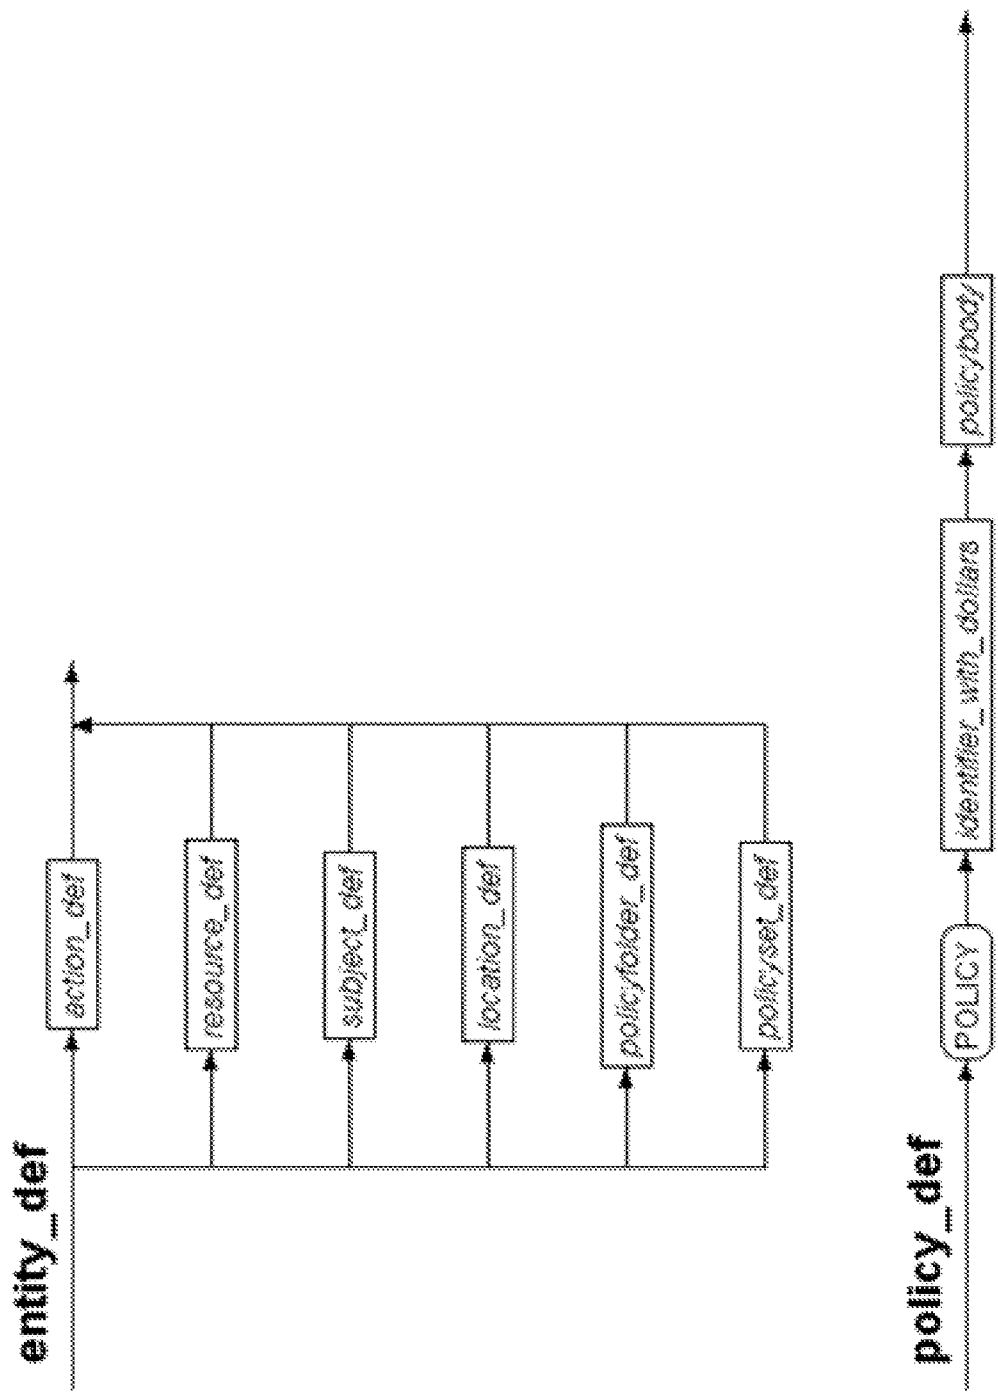 entity_def
action_def
resource_def
subject_def
location_def
policyfolder_def
policyset_def
policy_def
POLICY
identifier_with_dollars
policybody